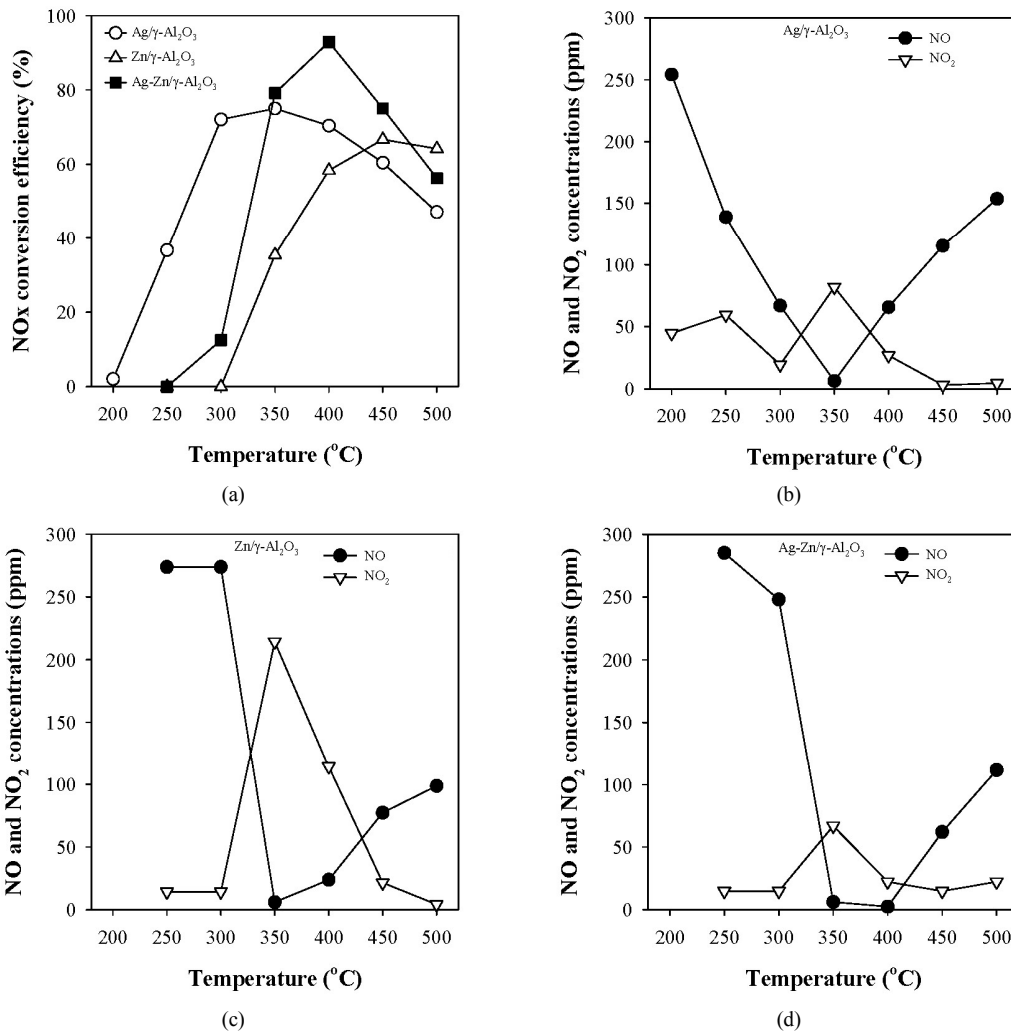 100
80
60
40
20
0
NOx conversion efficiency (%)
Ag/γ-Al₂O₃
Zn/γ-Al₂O₃
Ag-Zn/γ-Al₂O₃
200 250 300 350 400 450 500
Temperature (°C)
(a)
300
250
200
150
100
50
0
NO and NO₂ concentrations (ppm)
Ag/γ-Al₂O₃
NO
NO₂
200 250 300 350 400 450 500
Temperature (°C)
(b)
300
250
200
150
100
50
0
NO and NO₂ concentrations (ppm)
Zn/γ-Al₂O₃
NO
NO₂
200 250 300 350 400 450 500
Temperature (°C)
(c)
300
250
200
150
100
50
0
NO and NO₂ concentrations (ppm)
Ag-Zn/γ-Al₂O₃
NO
NO₂
200 250 300 350 400 450 500
Temperature (°C)
(d)